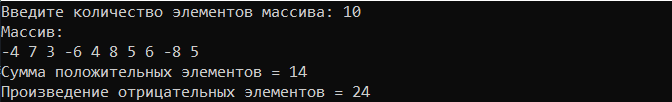 Введите количество элементов массива: 10
Массив:
-4 7 3 -6 4 8 5 6 -8 5
Сумма положительных элементов = 14
Произведение отрицательных элементов = 24